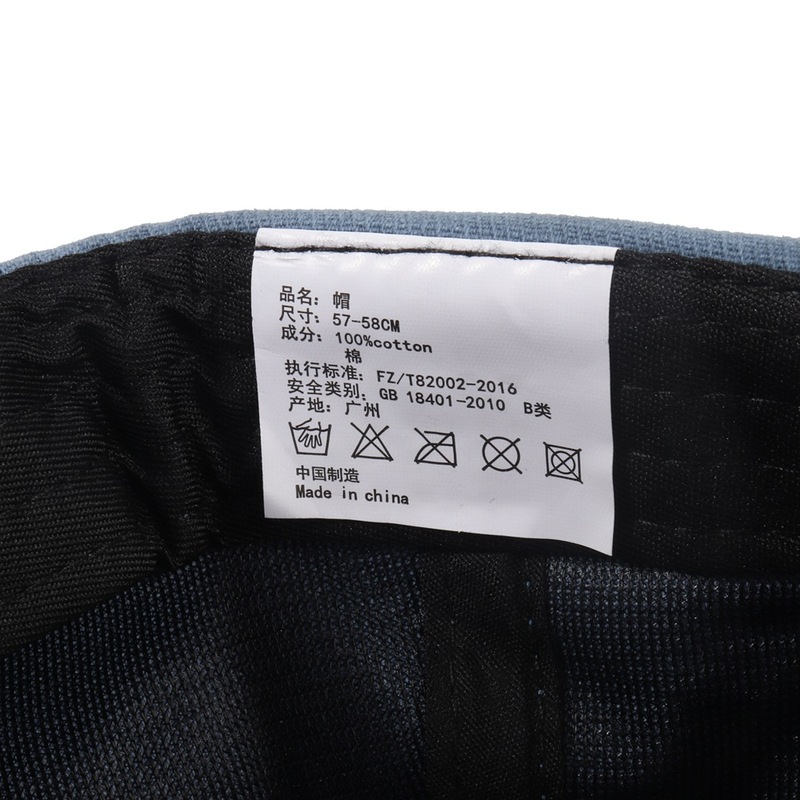 品名：帽
尺寸：57-58CM
成分：100%cotton
棉
执行标准：FZ/T82002-2016
安全类别：GB 18401-2010 B类
产地：广州
中国制造
Made in china